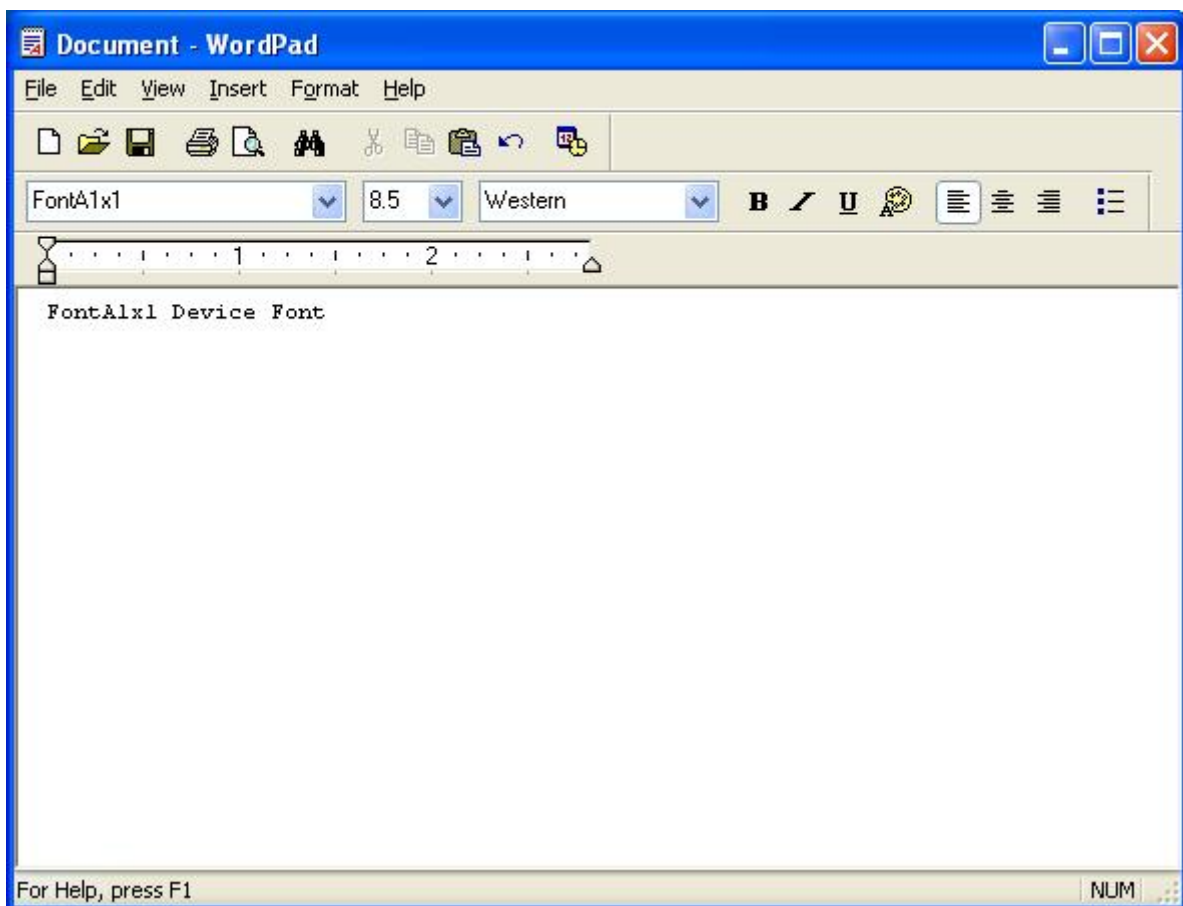 Document - WordPad
File Edit View Insert Format Help
FontA1x1 8.5 Western B / U
1 2
FontA1x1 Device Font
For Help, press F1 NUM